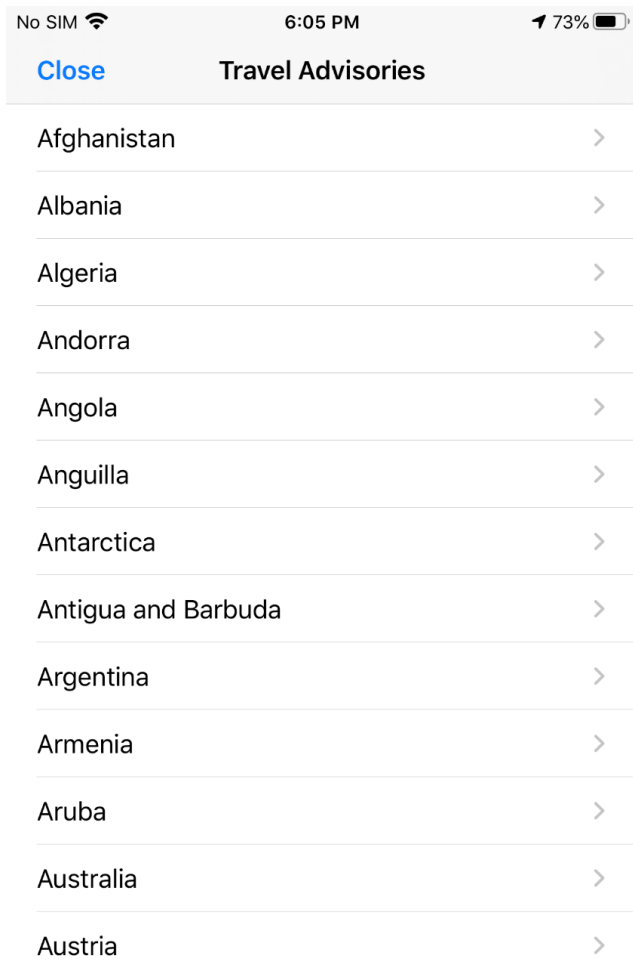 No SIM 6:05 PM 73%
Close Travel Advisories
Afghanistan
Albania
Algeria
Andorra
Angola
Anguilla
Antarctica
Antigua and Barbuda
Argentina
Armenia
Aruba
Australia
Austria